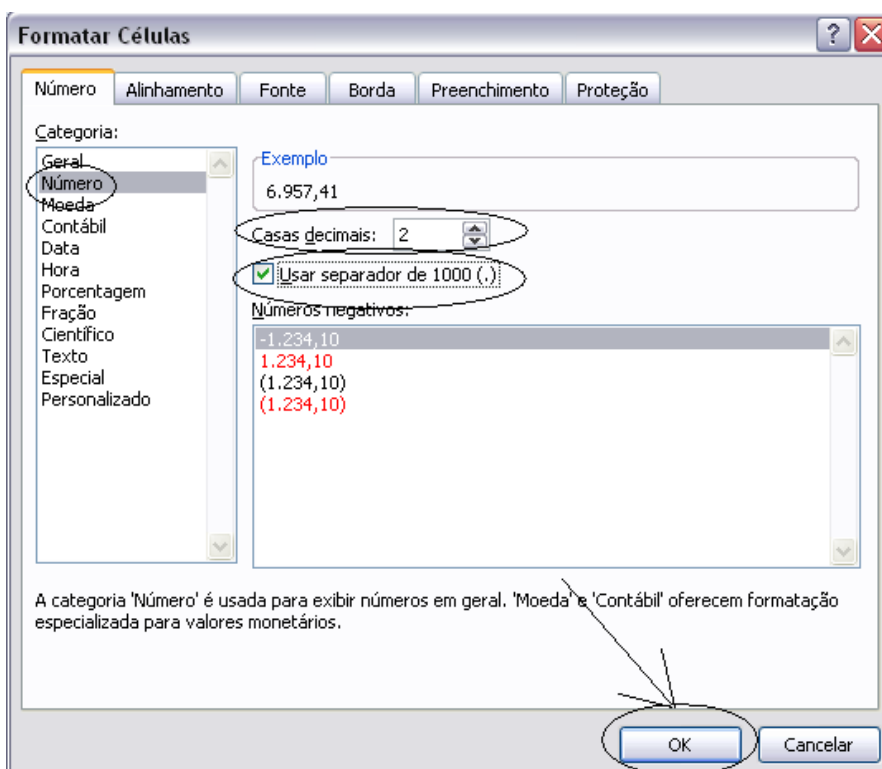 Formatar Células
?
Número Alinhamento Fonte Borda Preenchimento Proteção
Categoria:
Geral
Número
Moeda
Contábil
Data
Hora
Porcentagem
Fração
Científico
Texto
Especial
Personalizado
Exemplo
6.957,41
Casas decimais: 2
Usar separador de 1000 (.)
Números negativos:
-1.234,10
1.234,10
(1.234,10)
(1.234,10)
A categoria 'Número' é usada para exibir números em geral. 'Moeda' e 'Contábil' oferecem formatação
especializada para valores monetários.
OK Cancelar